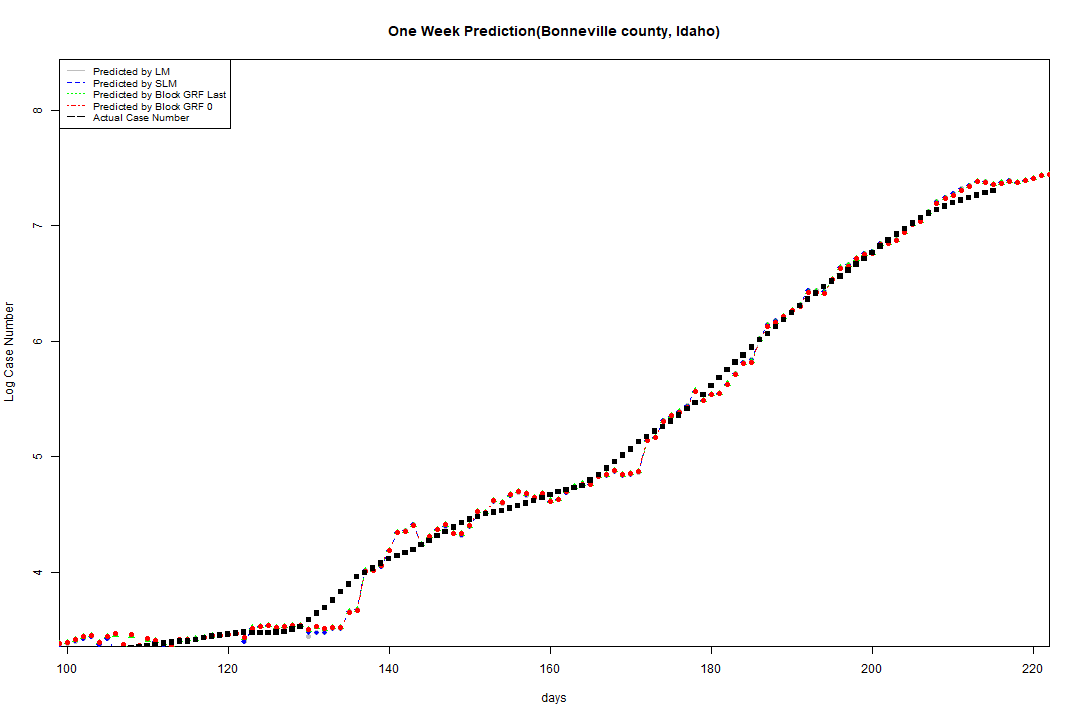 One Week Prediction(Bonneville county, Idaho)
Predicted by LM
Predicted by SLM
Predicted by Block GRF Last
Predicted by Block GRF 0
Actual Case Number
8
7
6
5
4
Log Case Number
100 120 140 160 180 200 220
days